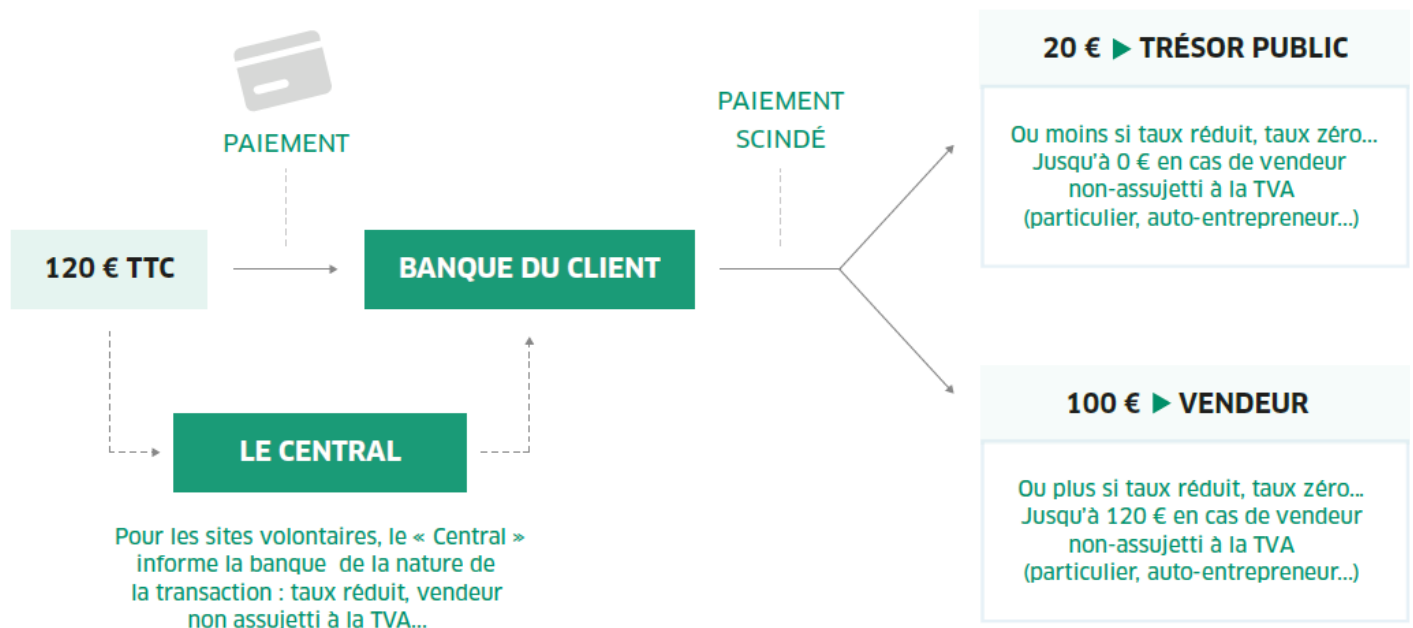 PAIEMENT
120 € TTC
BANQUE DU CLIENT
LE CENTRAL
Pour les sites volontaires, le « Central »
informe la banque de la nature de
la transaction : taux réduit, vendeur
non assujetti à la TVA...
PAIEMENT
SCINDÉ
20 € ▶ TRÉSOR PUBLIC
Ou moins si taux réduit, taux zéro...
Jusqu'à 0 € en cas de vendeur
non-assujetti à la TVA
(particulier, auto-entrepreneur...)
100 € ▶ VENDEUR
Ou plus si taux réduit, taux zéro...
Jusqu'à 120 € en cas de vendeur
non-assujetti à la TVA
(particulier, auto-entrepreneur...)